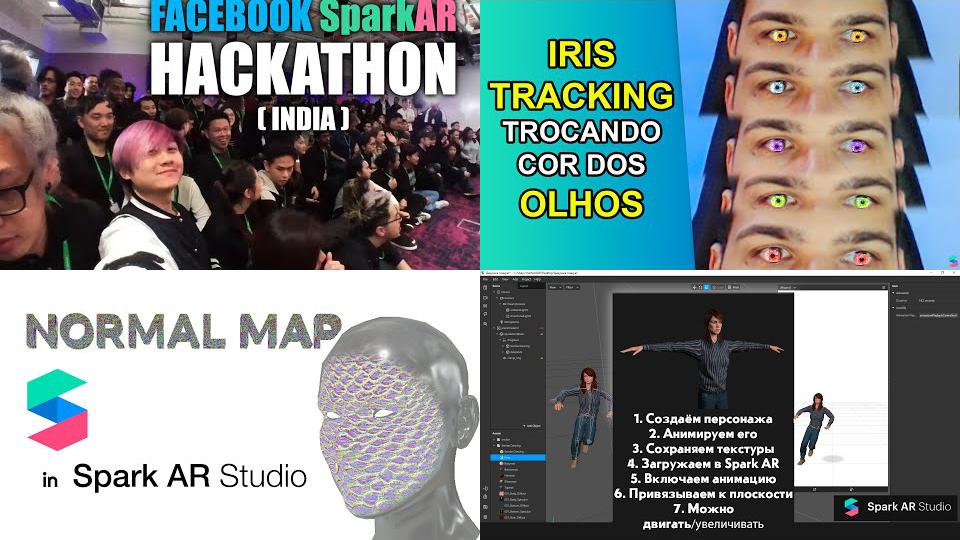 FACEBOOK SparkAR
HACKATHON
( INDIA )
IRIS
TRACKING
TROCANDO
COR DOS
OLHOS
NORMAL MAP
in Spark AR Studio
1. Создаём персонажа
2. Анимируем его
3. Сохраняем текстуры
4. Загружаем в Spark AR
5. Включаем анимацию
6. Привязываем к плоскости
7. Можно
двигать/увеличивать
Spark AR Studio